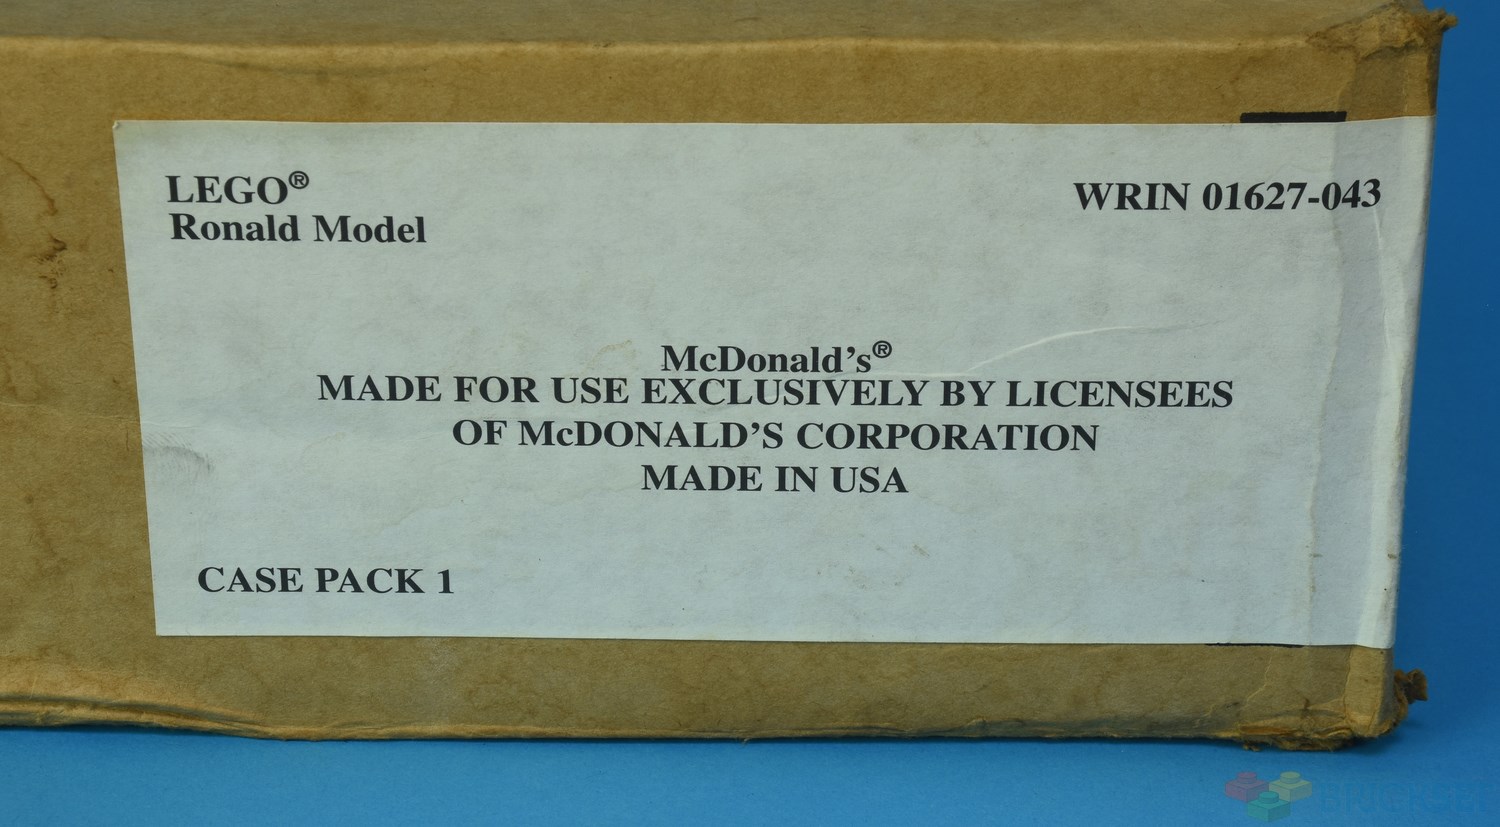 LEGO®
Ronald Model
WRIN 01627-043
McDonald's®
MADE FOR USE EXCLUSIVELY BY LICENSEES
OF McDONALD'S CORPORATION
MADE IN USA
CASE PACK 1